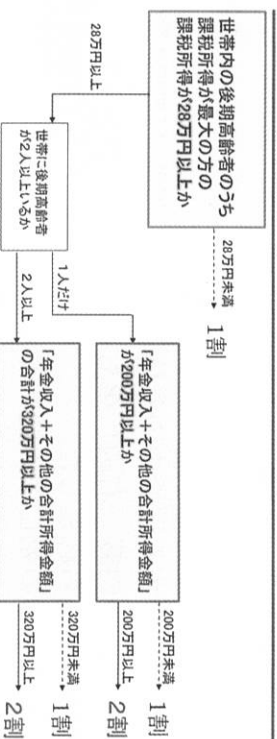 世帯内の後期高齢者のうち
課税所得が最大の方の
課税所得が28万円以上か
28万円未満
1割
28万円以上
世帯に後期高齢者
が2人以上いるか
1人だけ
「年金収入+その他の合計所得金額」
が200万円以上か
200万円未満
1割
200万円以上
2割
2人以上
「年金収入+その他の合計所得金額」
の合計が320万円以上か
320万円未満
1割
320万円以上
2割